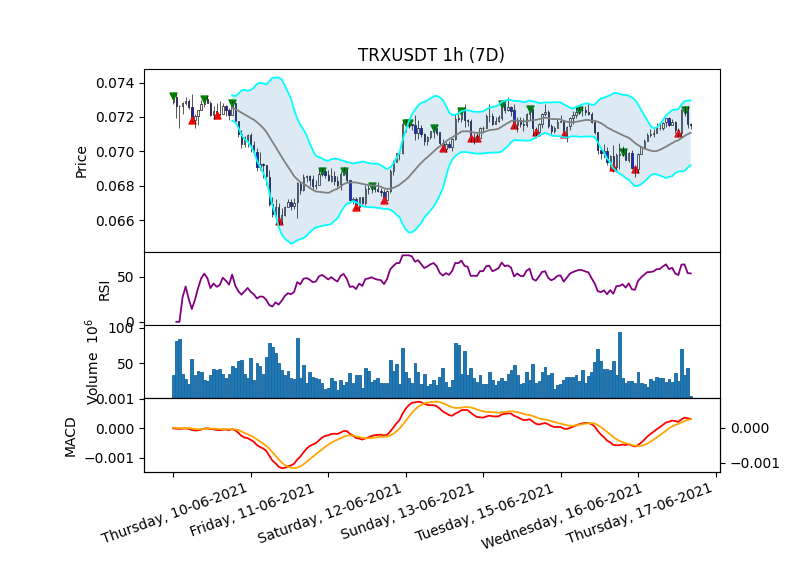 TRXUSDT 1h (7D)
Price
0.074
0.072
0.070
0.068
0.066
RSI
50
0
Volume 10^6
100
50
MACD
0.001
0.000
−0.001
0.000
−0.001
Thursday, 10-06-2021
Friday, 11-06-2021
Saturday, 12-06-2021
Sunday, 13-06-2021
Tuesday, 15-06-2021
Wednesday, 16-06-2021
Thursday, 17-06-2021